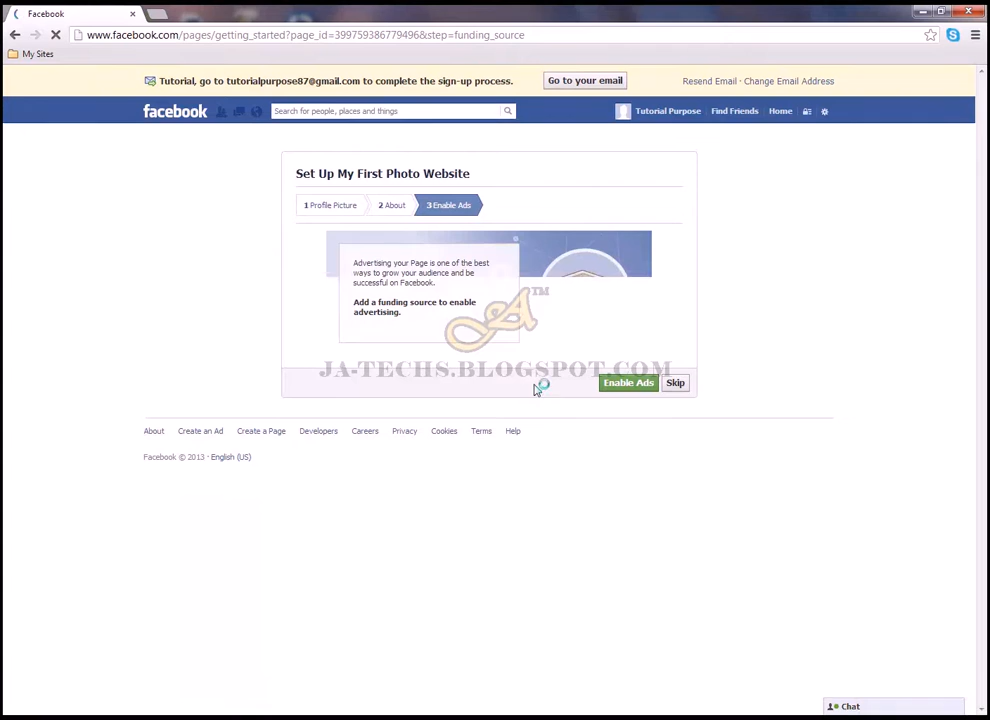 Facebook
www.facebook.com/pages/getting_started?page_id=399759386779496&step=funding_source
My Sites
Tutorial, go to tutorialpurpose87@gmail.com to complete the sign-up process.
Go to your email
Resend Email · Change Email Address
facebook
Search for people, places and things
Tutorial Purpose
Find Friends
Home
Set Up My First Photo Website
1 Profile Picture
2 About
3 Enable Ads
Advertising your Page is one of the best
ways to grow your audience and be
successful on Facebook.
Add a funding source to enable
advertising.
JA™
JA-TECHS.BLOGSPOT.COM
Enable Ads
Skip
About
Create an Ad
Create a Page
Developers
Careers
Privacy
Cookies
Terms
Help
Facebook © 2013 · English (US)
Chat